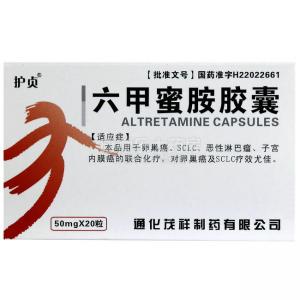 护贞®
【批准文号】国药准字H22022661
六甲蜜胺胶囊
ALTRETAMINE CAPSULES
【适应症】
本品用于卵巢癌、SCLC、恶性淋巴瘤、子宫
内膜癌的联合化疗，对卵巢癌及SCLC疗效尤佳。
50mgX20粒
通化茂祥制药有限公司